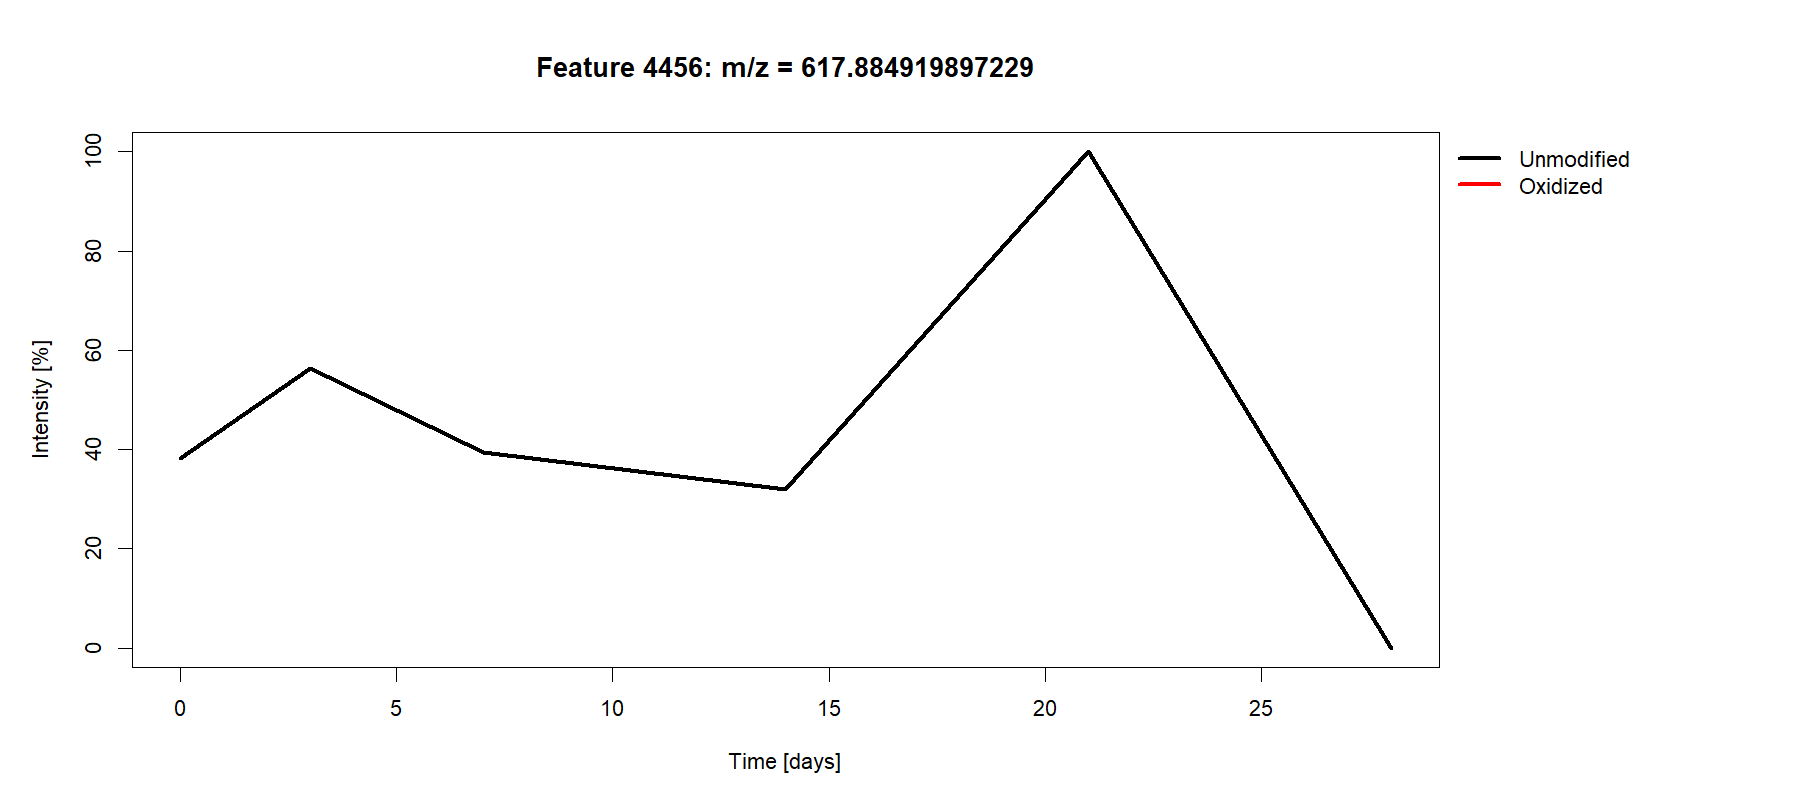 Feature 4456: m/z = 617.884919897229
Unmodified
Oxidized
Intensity [%]
100
80
60
40
20
0
0 5 10 15 20 25
Time [days]